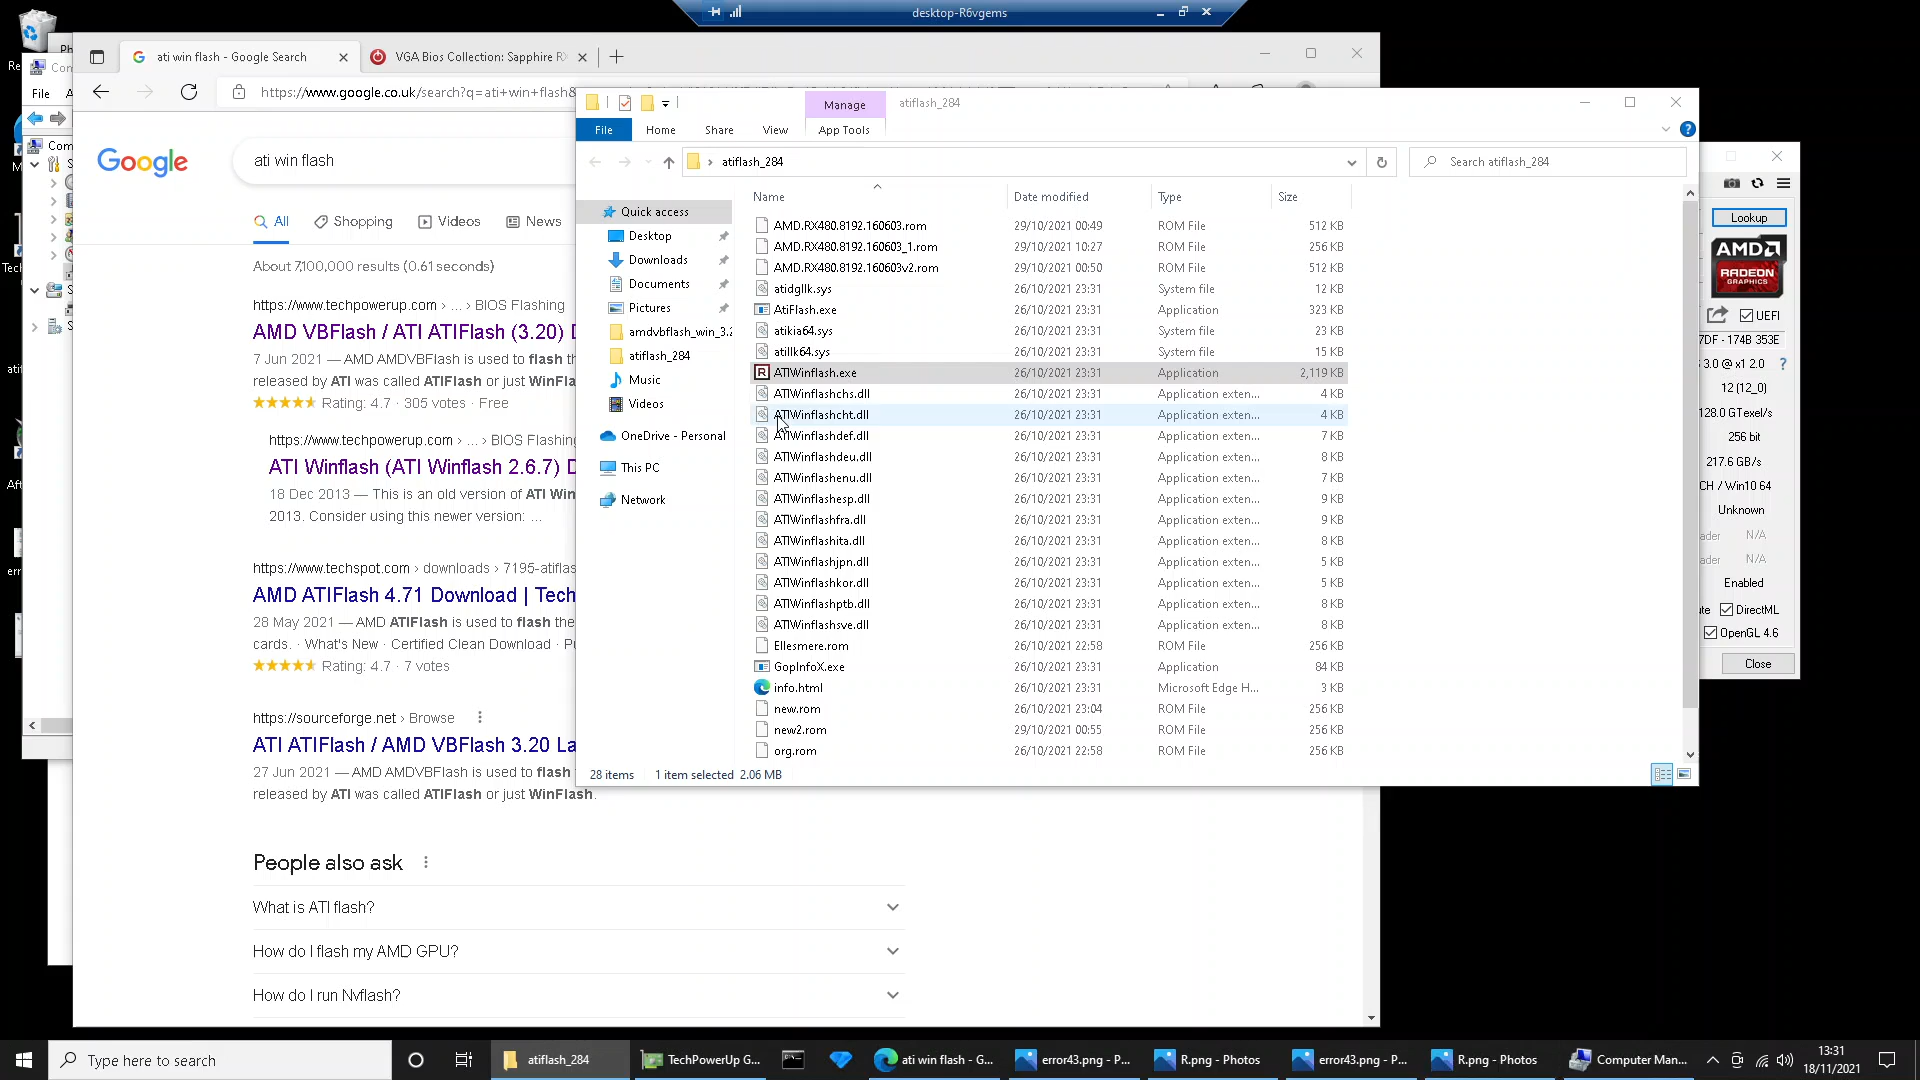 desktop-R6vgems
ati win flash - Google Search
VGA Bios Collection: Sapphire RX
https://www.google.co.uk/search?q=ati+win+flash&
Google
ati win flash
All
Shopping
Videos
News
About 7,100,000 results (0.61 seconds)
https://www.techpowerup.com › ... › BIOS Flashing
AMD VBFlash / ATI ATIFlash (3.20) D
7 Jun 2021 — AMD AMDVBFlash is used to flash th
released by ATI was called ATIFlash or just WinFla
Rating: 4.7 · 305 votes · Free
https://www.techpowerup.com › ... › BIOS Flashing
ATI Winflash (ATI Winflash 2.6.7) D
18 Dec 2013 — This is an old version of ATI Win
2013. Consider using this newer version: ...
https://www.techspot.com › downloads › 7195-atiflas
AMD ATIFlash 4.71 Download | Tech
28 May 2021 — AMD ATIFlash is used to flash the
cards. · What's New · Certified Clean Download ·
Rating: 4.7 · 7 votes
https://sourceforge.net › Browse
ATI ATIFlash / AMD VBFlash 3.20 La
27 Jun 2021 — AMD AMDVBFlash is used to flash
released by ATI was called ATIFlash or just WinFlash.
People also ask
What is ATI flash?
How do I flash my AMD GPU?
How do I run Nvflash?
File A
Com
Manage
atiflash_284
File
Home
Share
View
App Tools
atiflash_284
Search atiflash_284
Quick access
Desktop
Downloads
Documents
Pictures
amdvbflash_win_3.2
atiflash_284
Music
Videos
OneDrive - Personal
This PC
Network
Name Date modified Type Size
AMD.RX480.8192.160603.rom 29/10/2021 00:49 ROM File 512 KB
AMD.RX480.8192.160603_1.rom 29/10/2021 10:27 ROM File 256 KB
AMD.RX480.8192.160603v2.rom 29/10/2021 00:50 ROM File 512 KB
atidgllk.sys 26/10/2021 23:31 System file 12 KB
AtiFlash.exe 26/10/2021 23:31 Application 323 KB
atikia64.sys 26/10/2021 23:31 System file 23 KB
atillk64.sys 26/10/2021 23:31 System file 15 KB
ATIWinflash.exe 26/10/2021 23:31 Application 2,119 KB
ATIWinflashchs.dll 26/10/2021 23:31 Application exten... 4 KB
ATIWinflashcht.dll 26/10/2021 23:31 Application exten... 4 KB
ATIWinflashdef.dll 26/10/2021 23:31 Application exten... 7 KB
ATIWinflashdeu.dll 26/10/2021 23:31 Application exten... 8 KB
ATIWinflashenu.dll 26/10/2021 23:31 Application exten... 7 KB
ATIWinflashesp.dll 26/10/2021 23:31 Application exten... 9 KB
ATIWinflashfra.dll 26/10/2021 23:31 Application exten... 9 KB
ATIWinflashita.dll 26/10/2021 23:31 Application exten... 8 KB
ATIWinflashjpn.dll 26/10/2021 23:31 Application exten... 5 KB
ATIWinflashkor.dll 26/10/2021 23:31 Application exten... 5 KB
ATIWinflashptb.dll 26/10/2021 23:31 Application exten... 8 KB
ATIWinflashsve.dll 26/10/2021 23:31 Application exten... 8 KB
Ellesmere.rom 26/10/2021 22:58 ROM File 256 KB
GopInfoX.exe 26/10/2021 23:31 Application 84 KB
info.html 26/10/2021 23:31 Microsoft Edge H... 3 KB
new.rom 26/10/2021 23:04 ROM File 256 KB
new2.rom 29/10/2021 00:55 ROM File 256 KB
org.rom 26/10/2021 22:58 ROM File 256 KB
28 items 1 item selected 2.06 MB
Lookup
AMD
RADEON
GRAPHICS
UEFI
7DF - 174B 353E
3.0 @ x1 2.0 ?
12 (12_0)
128.0 GTexel/s
256 bit
217.6 GB/s
CH / Win10 64
Unknown
ader N/A
ader N/A
Enabled
ute DirectML
OpenGL 4.6
Close
Type here to search
atiflash_284
TechPowerUp G...
ati win flash - G...
error43.png - P...
R.png - Photos
error43.png - P...
R.png - Photos
Computer Man...
13:31
18/11/2021